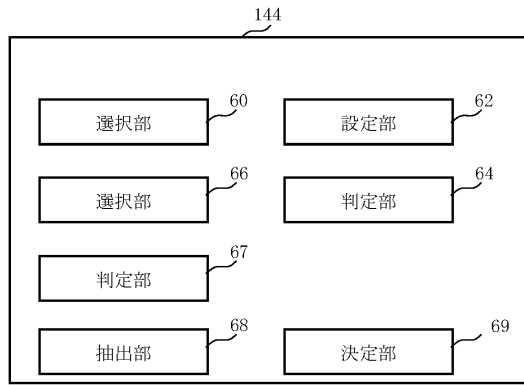 144
選択部 60
設定部 62
選択部 66
判定部 64
判定部 67
抽出部 68
決定部 69